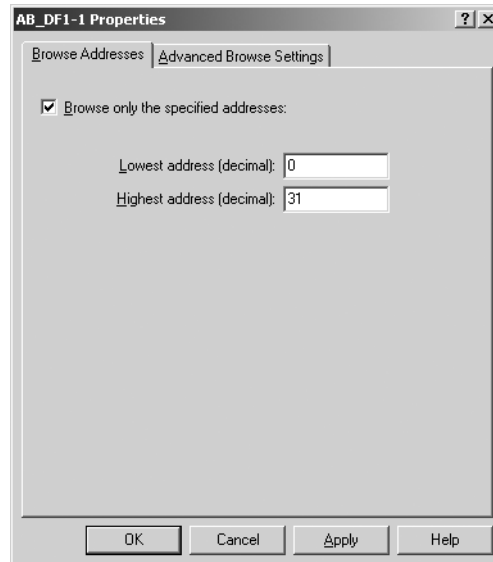 AB_DF1-1 Properties
Browse Addresses Advanced Browse Settings
Browse only the specified addresses:
Lowest address (decimal): 0
Highest address (decimal): 31
OK Cancel Apply Help